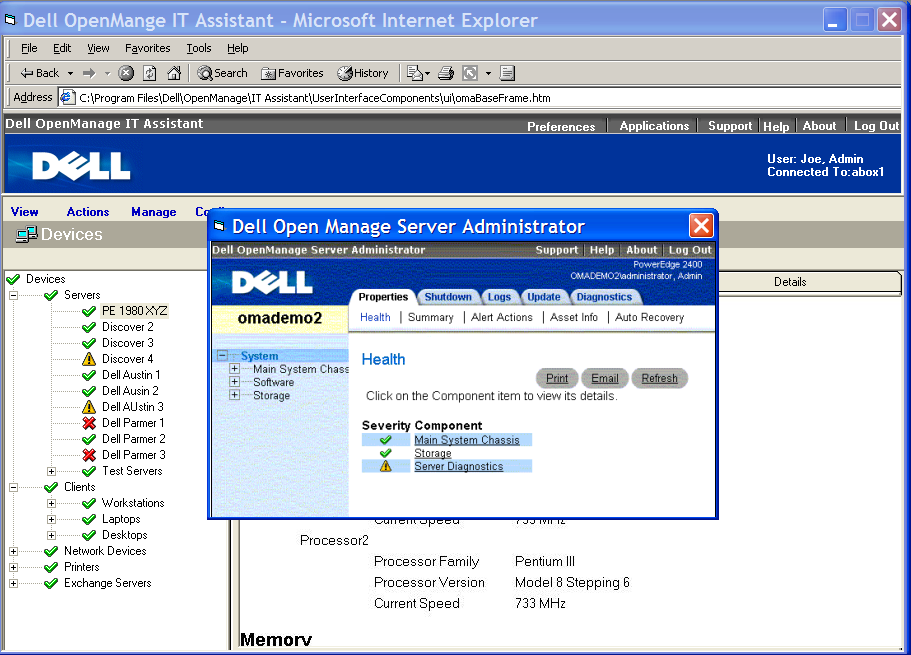 Dell OpenMange IT Assistant - Microsoft Internet Explorer
File Edit View Favorites Tools Help
Back Search Favorites History
Address C:\Program Files\Dell\OpenManage\IT Assistant\UserInterfaceComponents\ui\omaBaseFrame.htm
Dell OpenManage IT Assistant Preferences Applications Support Help About Log Out
DELL
User: Joe, Admin
Connected To:abox1
View Actions Manage
Devices
Details
Devices
Servers
PE 1980 XYZ
Discover 2
Discover 3
Discover 4
Dell Austin 1
Dell Ausin 2
Dell AUstin 3
Dell Parmer 1
Dell Parmer 2
Dell Parmer 3
Test Servers
Clients
Workstations
Laptops
Desktops
Network Devices
Printers
Exchange Servers
Dell Open Manage Server Administrator
Dell OpenManage Server Administrator Support Help About Log Out
DELL
PowerEdge 2400
OMADEMO2\administrator, Admin
Properties Shutdown Logs Update Diagnostics
omademo2
Health Summary Alert Actions Asset Info Auto Recovery
System
Main System Chass
Software
Storage
Health
Print Email Refresh
Click on the Component item to view its details.
Severity Component
Main System Chassis
Storage
Server Diagnostics
Current Speed 733 MHz
Processor2
Processor Family Pentium III
Processor Version Model 8 Stepping 6
Current Speed 733 MHz
Memory